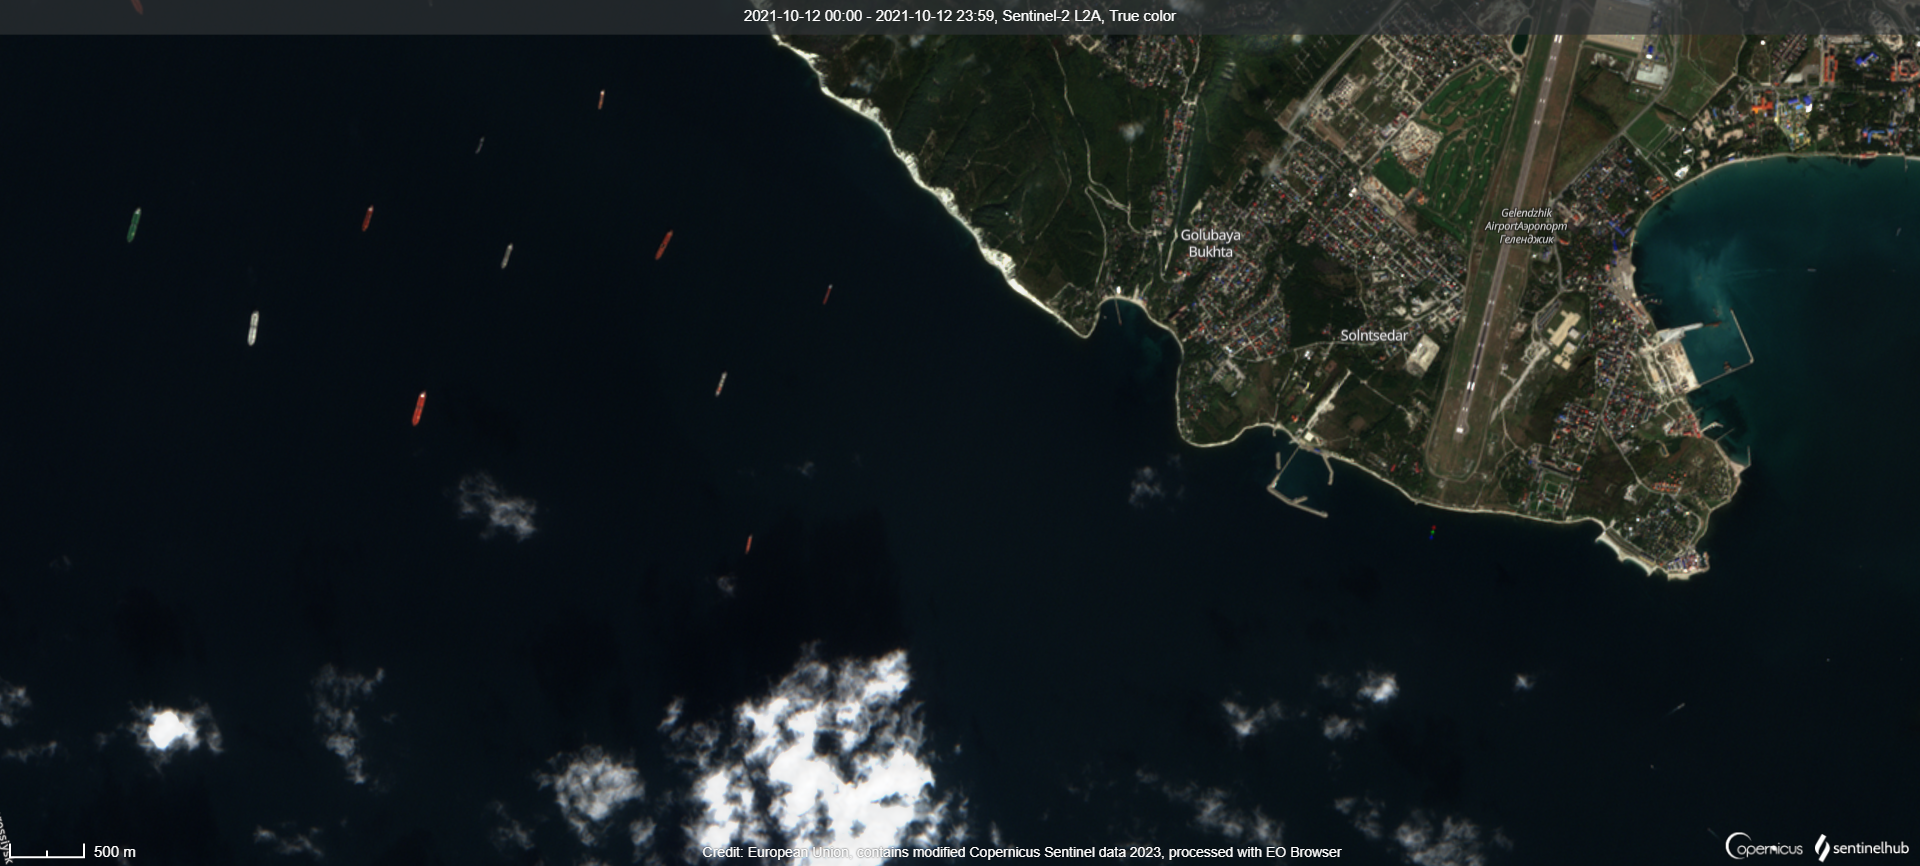 2021-10-12 00:00 - 2021-10-12 23:59, Sentinel-2 L2A, True color
Gelendzhik
AirportАэропорт
Геленджик
Golubaya
Bukhta
Solntsedar
500 m
Credit: European Union, contains modified Copernicus Sentinel data 2023, processed with EO Browser
Copernicus
sentinelhub